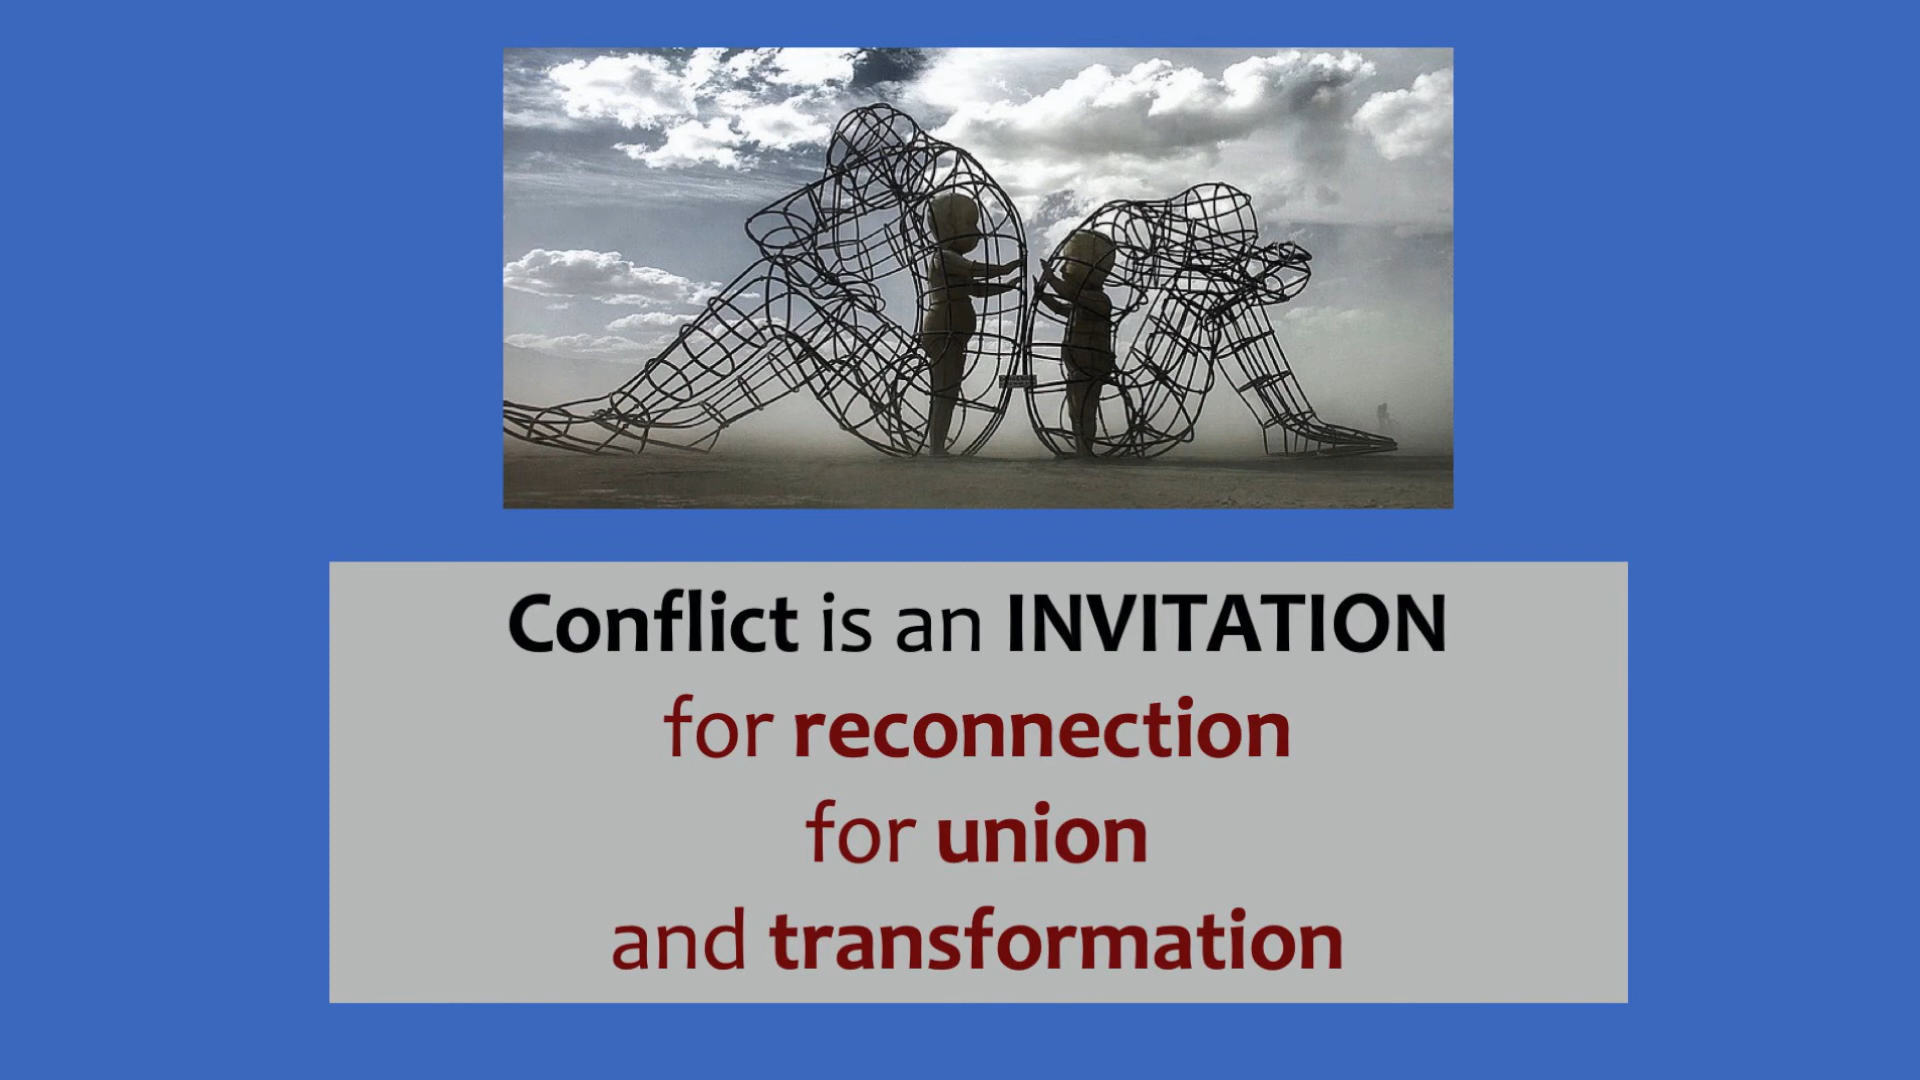 Conflict is an INVITATION
for reconnection
for union
and transformation